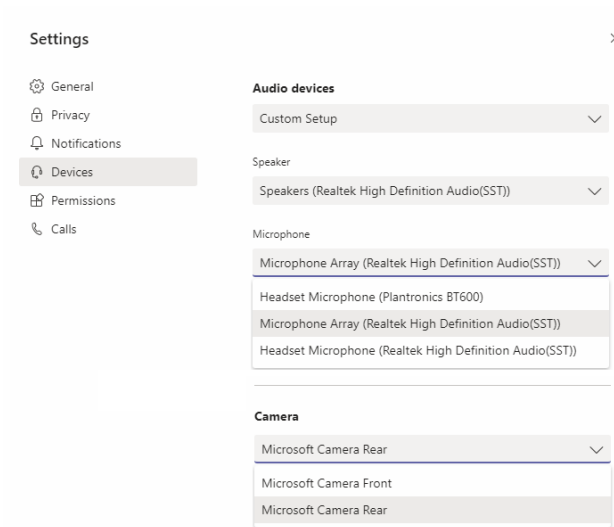 Settings
General
Privacy
Notifications
Devices
Permissions
Calls
Audio devices
Custom Setup
Speaker
Speakers (Realtek High Definition Audio(SST))
Microphone
Microphone Array (Realtek High Definition Audio(SST))
Headset Microphone (Plantronics BT600)
Microphone Array (Realtek High Definition Audio(SST))
Headset Microphone (Realtek High Definition Audio(SST))
Camera
Microsoft Camera Rear
Microsoft Camera Front
Microsoft Camera Rear